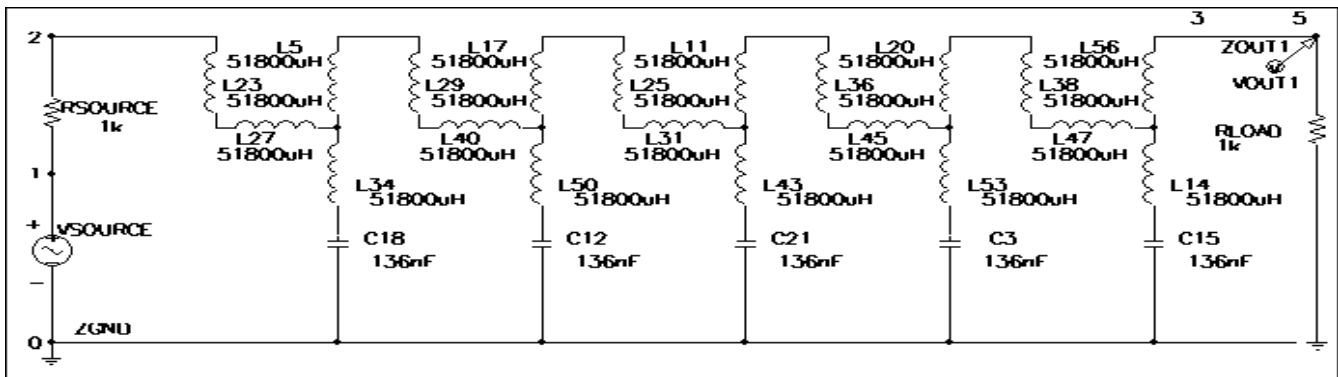 3 5
2
L5
51800uH
L17
51800uH
L11
51800uH
L20
51800uH
L56
51800uH
ZOUT1
VOUT1
L23
51800uH
L29
51800uH
L25
51800uH
L36
51800uH
L38
51800uH
RSOURCE
1k
L27
51800uH
L40
51800uH
L31
51800uH
L45
51800uH
L47
51800uH
RLOAD
1k
1
L34
51800uH
L50
51800uH
L43
51800uH
L53
51800uH
L14
51800uH
+
VSOURCE
-
C18
136nF
C12
136nF
C21
136nF
C3
136nF
C15
136nF
ZGND
0